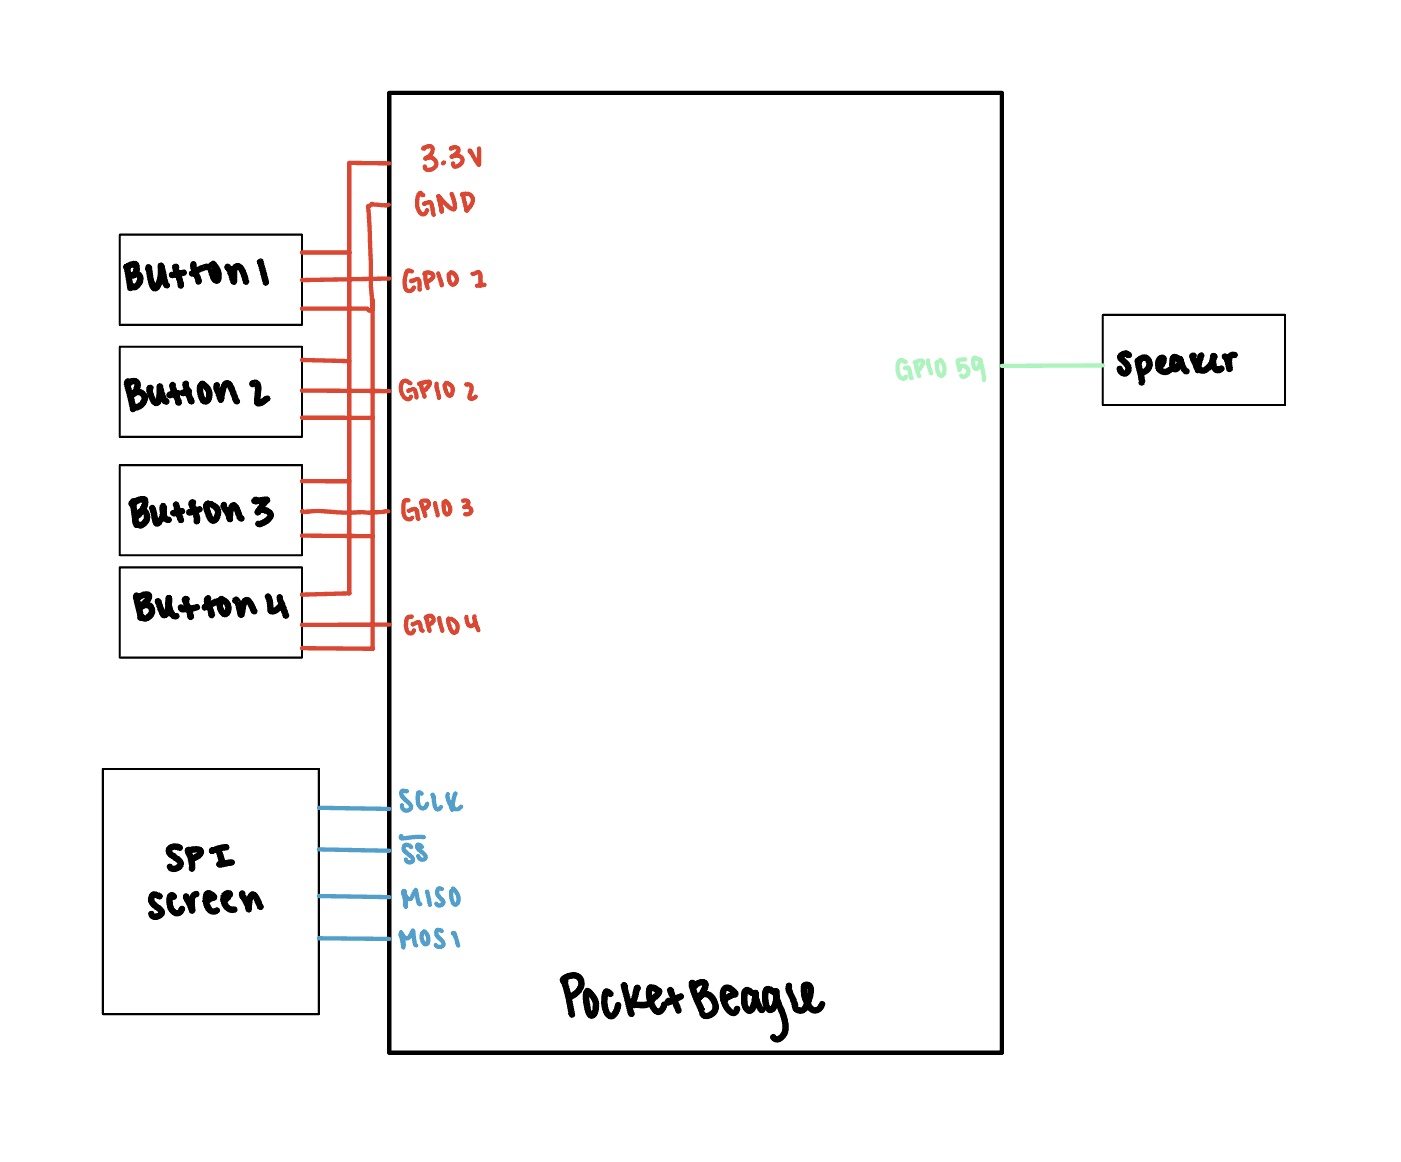 3.3V
GND
Button 1
GPIO 1
Button 2
GPIO 2
GPIO 59
Speaker
Button 3
GPIO 3
Button 4
GPIO 4
SCLK
S̅S̅
SPI
screen
MISO
MOSI
PocketBeagle